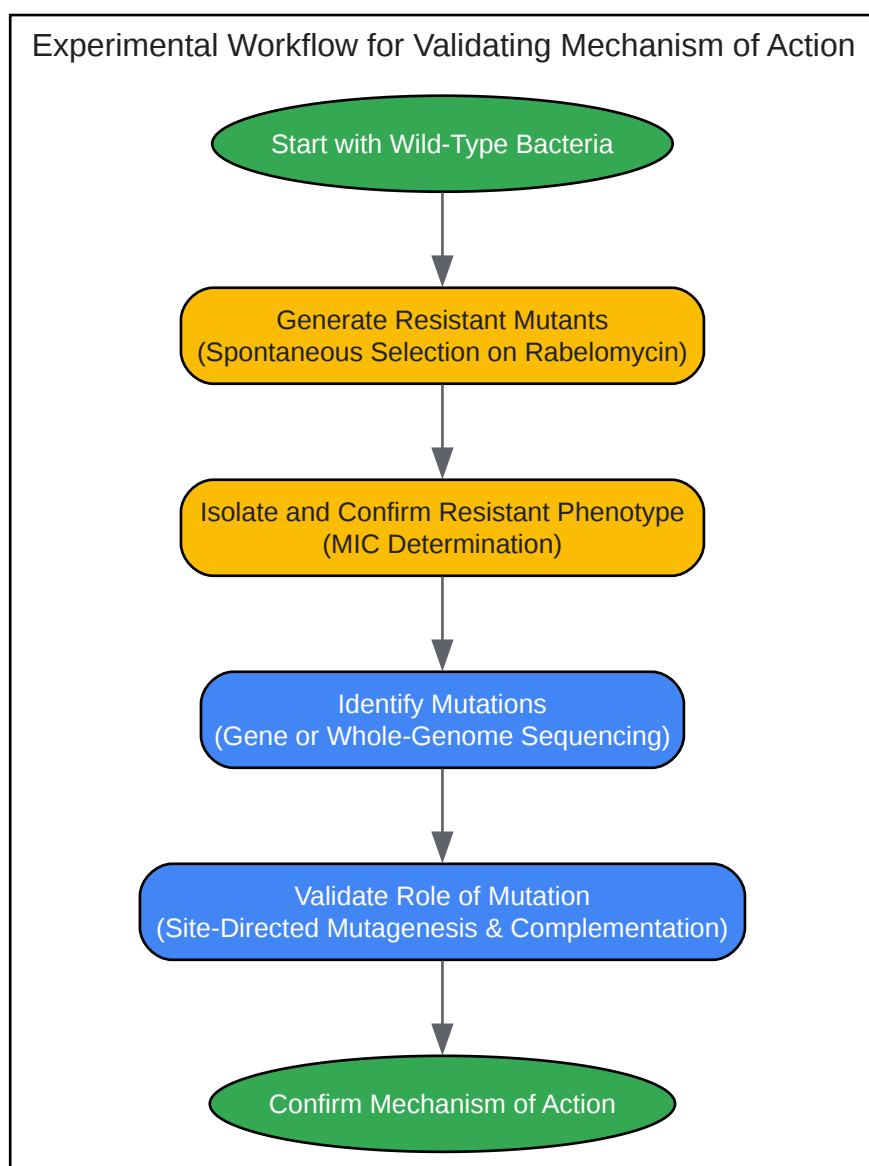 Experimental Workflow for Validating Mechanism of Action
Start with Wild-Type Bacteria
Generate Resistant Mutants
(Spontaneous Selection on Rabelomycin)
Isolate and Confirm Resistant Phenotype
(MIC Determination)
Identify Mutations
(Gene or Whole-Genome Sequencing)
Validate Role of Mutation
(Site-Directed Mutagenesis & Complementation)
Confirm Mechanism of Action